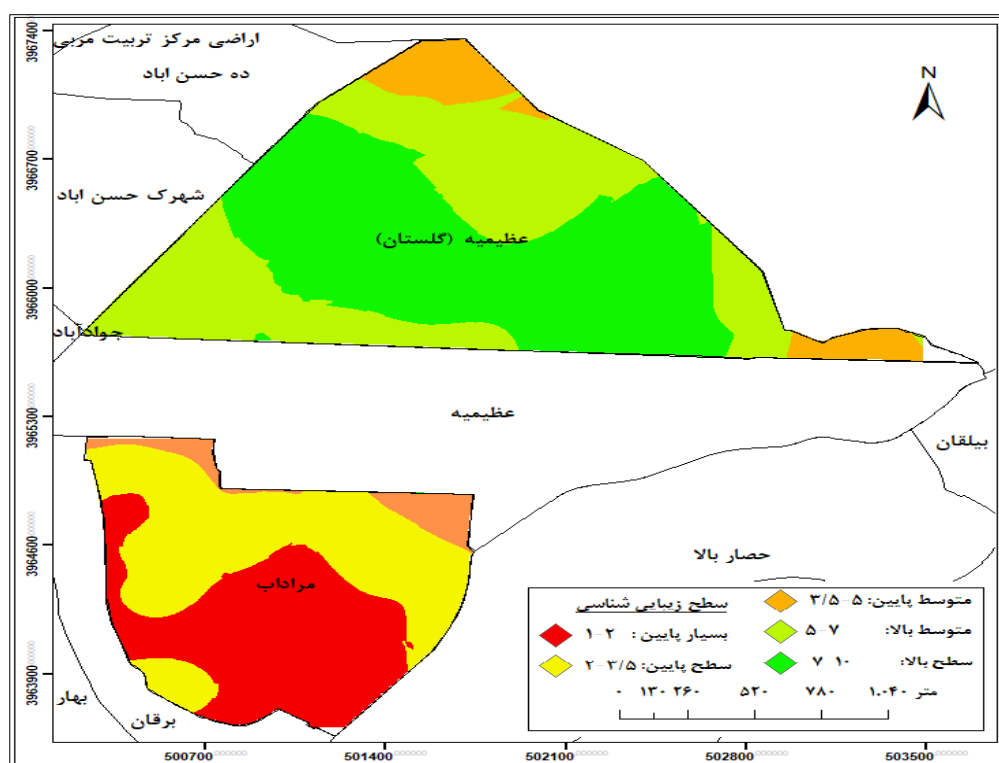 اراضی مرکز تربیت مربی
ده حسن اباد
N
شهرک حسن اباد
عظیمیه (گلستان)
جوادآباد
عظیمیه
بیلقان
حصار بالا
مراداب
بهار
برقان
سطح زیبایی شناسی
بسیار پایین : ۱-۲
سطح پایین: ۲-۳/۵
متوسط پایین: ۵-۳/۵
متوسط بالا: ۵-۷
سطح بالا: ۱۰ ۷
۰ ۱۳۰ ۲۶۰ ۵۲۰ ۷۸۰ ۱.۰۴۰ متر
3967400
3966700
3966000
3965300
3964600
3963900
500700 501400 502100 502800 503500